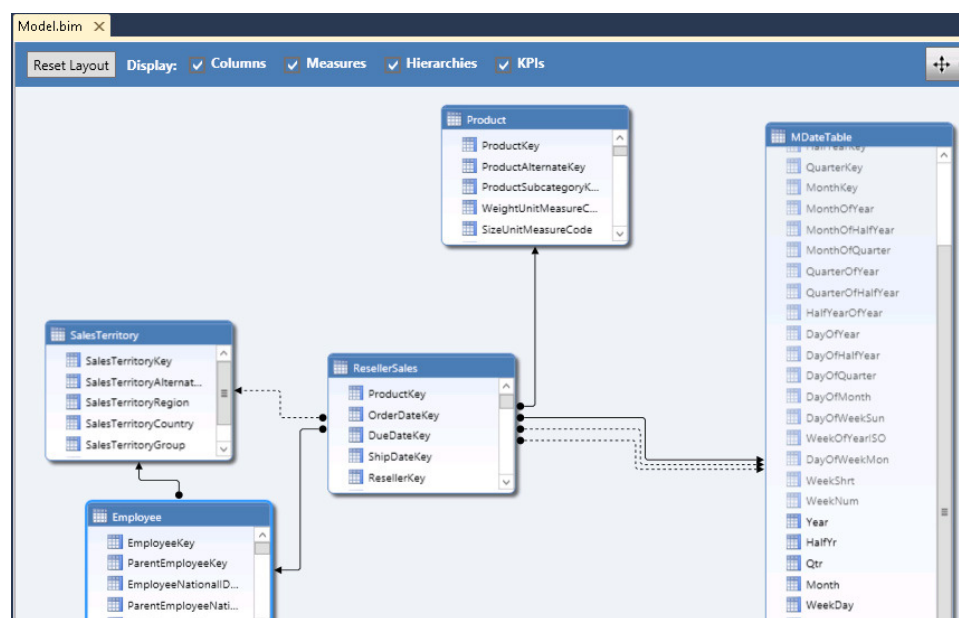 Model.bim
Reset Layout Display: Columns Measures Hierarchies KPIs
Product
ProductKey
ProductAlternateKey
ProductSubcategoryK...
WeightUnitMeasureC...
SizeUnitMeasureCode
MDateTable
HalfYearKey
QuarterKey
MonthKey
MonthOfYear
MonthOfHalfYear
MonthOfQuarter
QuarterOfYear
QuarterOfHalfYear
HalfYearOfYear
DayOfYear
DayOfHalfYear
DayOfQuarter
DayOfMonth
DayOfWeekSun
WeekOfYearISO
DayOfWeekMon
WeekShrt
WeekNum
Year
HalfYr
Qtr
Month
WeekDay
SalesTerritory
SalesTerritoryKey
SalesTerritoryAlternat...
SalesTerritoryRegion
SalesTerritoryCountry
SalesTerritoryGroup
ResellerSales
ProductKey
OrderDateKey
DueDateKey
ShipDateKey
ResellerKey
Employee
EmployeeKey
ParentEmployeeKey
EmployeeNationalID...
ParentEmployeeNati...